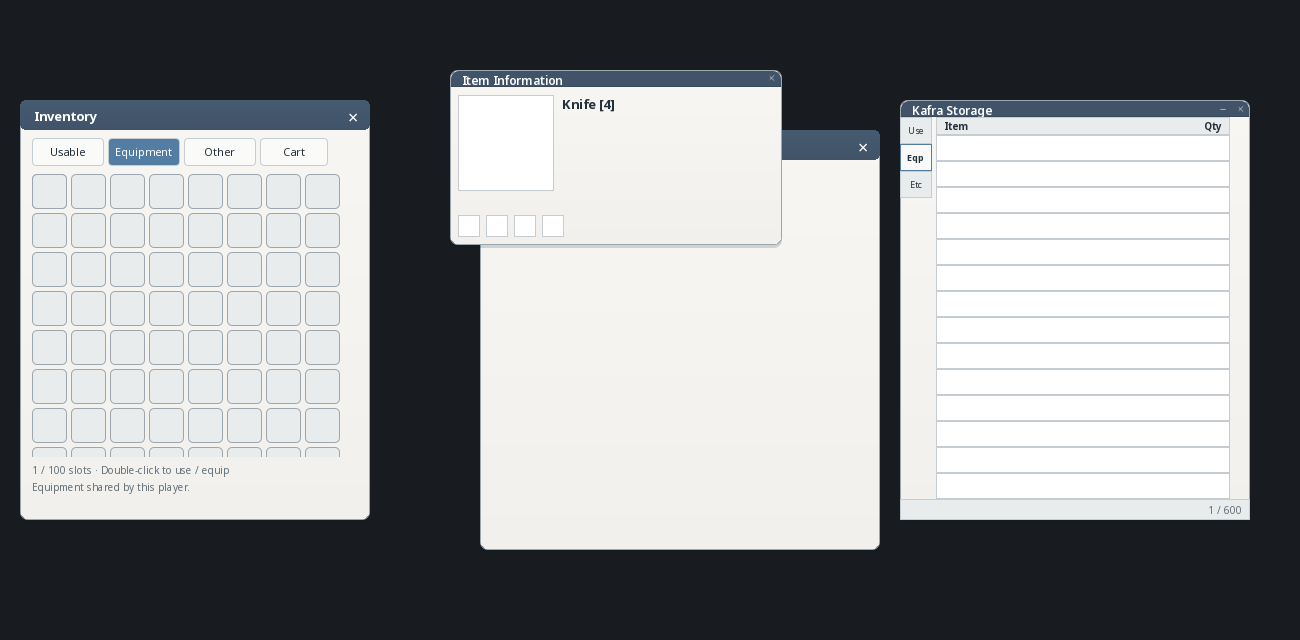 Inventory ×
Usable Equipment Other Cart
1 / 100 slots · Double-click to use / equip
Equipment shared by this player.
Item Information ×
Knife [4]
×
Kafra Storage – ×
Use
Eqp
Etc
Item Qty
1 / 600